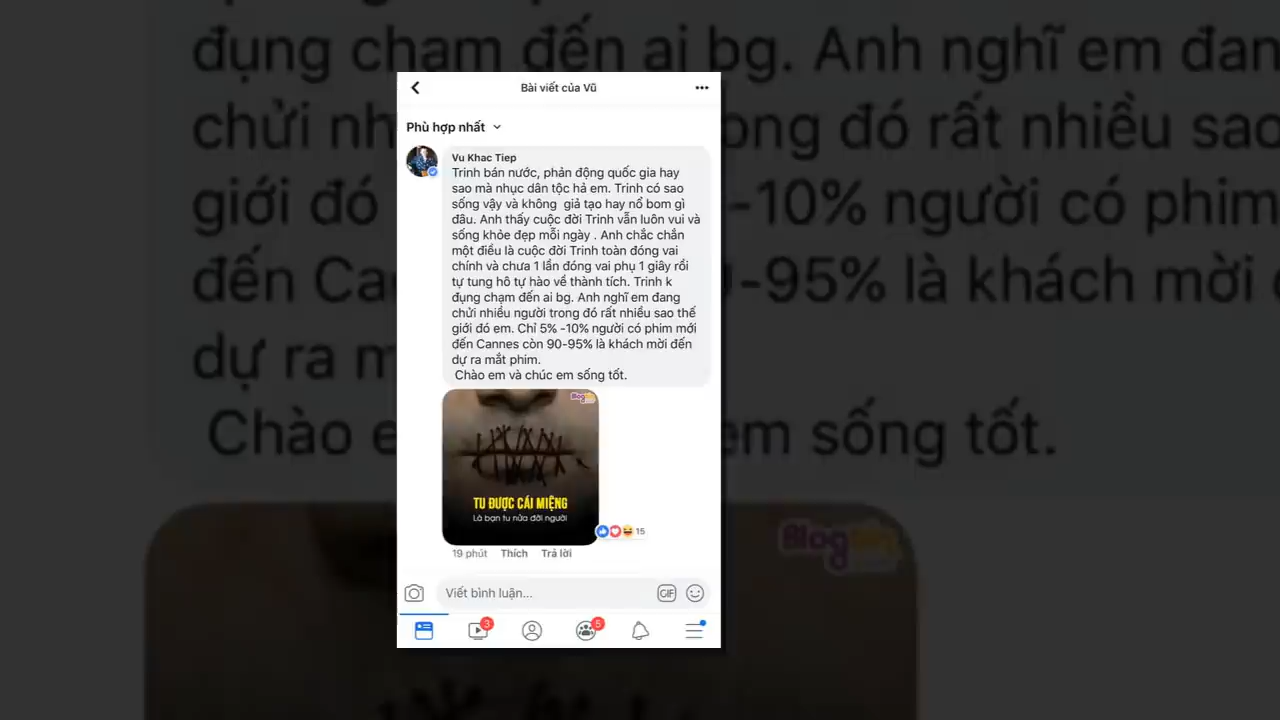 Bài viết của Vũ
Phù hợp nhất
Vu Khac Tiep
Trinh bán nước, phản động quốc gia hay
sao mà nhục dân tộc hả em. Trinh có sao
sống vậy và không giả tạo hay nổ bom gì
đâu. Anh thấy cuộc đời Trinh vẫn luôn vui và
sống khỏe đẹp mỗi ngày . Anh chắc chắn
một điều là cuộc đời Trinh toàn đóng vai
chính và chưa 1 lần đóng vai phụ 1 giây rồi
tự tung hô tự hào về thành tích. Trinh k
đụng chạm đến ai bg. Anh nghĩ em đang
chửi nhiều người trong đó rất nhiều sao thế
giới đó em. Chỉ 5% -10% người có phim mới
đến Cannes còn 90-95% là khách mời đến
dự ra mắt phim.
Chào em và chúc em sống tốt.
TU ĐƯỢC CÁI MIỆNG
Là bạn tu nửa đời người
15
19 phút Thích Trả lời
Viết bình luận...
GIF
3
5
đụng chạm đến ai bg. Anh nghĩ em đan
chửi nh
ong đó rất nhiều sao
giới đó
-10% người có phim
đến Ca
-95% là khách mời
dự ra m
Chào e
em sống tốt.
Blog